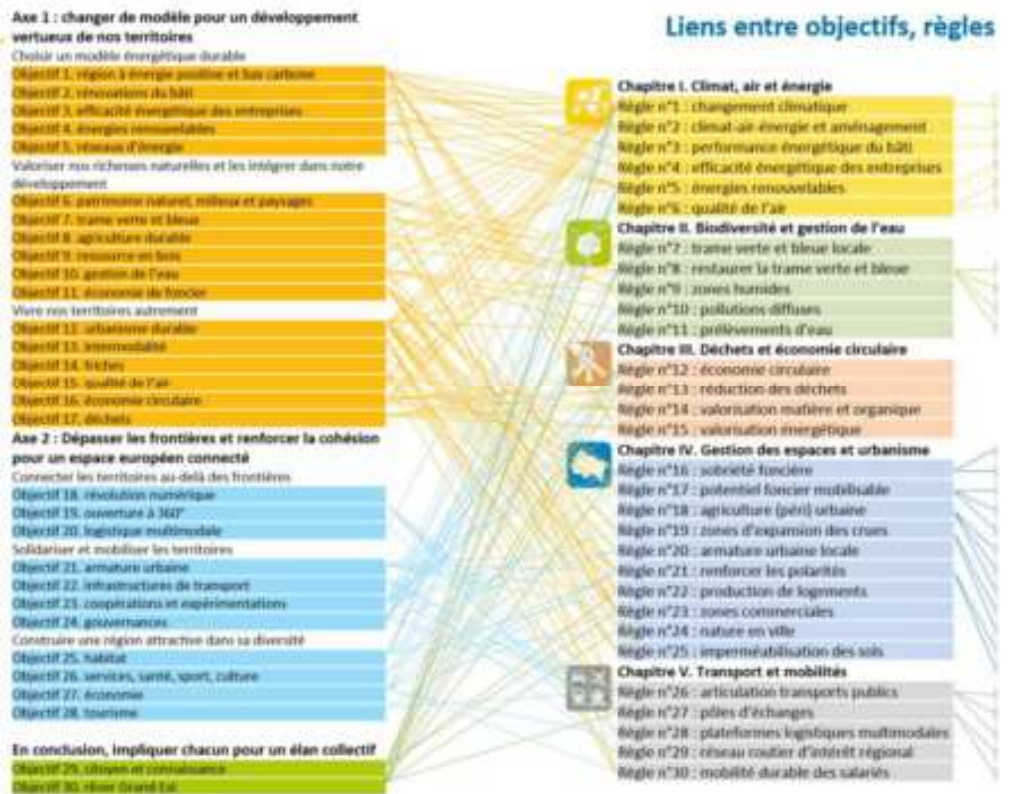 Axe 1 : changer de modèle pour un développement
vertueux de nos territoires
Choisir un modèle énergétique durable
Objectif 1. région à énergie positive et bas carbone
Objectif 2. rénovations du bâti
Objectif 3. efficacité énergétique des entreprises
Objectif 4. énergies renouvelables
Objectif 5. réseaux d'énergie
Valoriser nos richesses naturelles et les intégrer dans notre
développement
Objectif 6. patrimoine naturel, milieux et paysages
Objectif 7. trame verte et bleue
Objectif 8. agriculture durable
Objectif 9. ressource en bois
Objectif 10. gestion de l'eau
Objectif 11. économie de foncier
Vivre nos territoires autrement
Objectif 12. urbanisme durable
Objectif 13. intermodalité
Objectif 14. friches
Objectif 15. qualité de l'air
Objectif 16. économie circulaire
Objectif 17. déchets
Axe 2 : Dépasser les frontières et renforcer la cohésion
pour un espace européen connecté
Connecter les territoires au-delà des frontières
Objectif 18. révolution numérique
Objectif 19. ouverture à 360°
Objectif 20. logistique multimodale
Solidariser et mobiliser les territoires
Objectif 21. armature urbaine
Objectif 22. infrastructures de transport
Objectif 23. coopérations et expérimentations
Objectif 24. gouvernances
Construire une région attractive dans sa diversité
Objectif 25. habitat
Objectif 26. services, santé, sport, culture
Objectif 27. économie
Objectif 28. tourisme
En conclusion, impliquer chacun pour un élan collectif
Objectif 29. citoyen et connaissance
Objectif 30. rêver Grand Est
Liens entre objectifs, règles
Chapitre I. Climat, air et énergie
Règle n°1 : changement climatique
Règle n°2 : climat-air-énergie et aménagement
Règle n°3 : performance énergétique du bâti
Règle n°4 : efficacité énergétique des entreprises
Règle n°5 : énergies renouvelables
Règle n°6 : qualité de l'air
Chapitre II. Biodiversité et gestion de l'eau
Règle n°7 : trame verte et bleue locale
Règle n°8 : restaurer la trame verte et bleue
Règle n°9 : zones humides
Règle n°10 : pollutions diffuses
Règle n°11 : prélèvements d'eau
Chapitre III. Déchets et économie circulaire
Règle n°12 : économie circulaire
Règle n°13 : réduction des déchets
Règle n°14 : valorisation matière et organique
Règle n°15 : valorisation énergétique
Chapitre IV. Gestion des espaces et urbanisme
Règle n°16 : sobriété foncière
Règle n°17 : potentiel foncier mobilisable
Règle n°18 : agriculture (péri) urbaine
Règle n°19 : zones d'expansion des crues
Règle n°20 : armature urbaine locale
Règle n°21 : renforcer les polarités
Règle n°22 : production de logements
Règle n°23 : zones commerciales
Règle n°24 : nature en ville
Règle n°25 : imperméabilisation des sols
Chapitre V. Transport et mobilités
Règle n°26 : articulation transports publics
Règle n°27 : pôles d'échanges
Règle n°28 : plateformes logistiques multimodales
Règle n°29 : réseau routier d'intérêt régional
Règle n°30 : mobilité durable des salariés